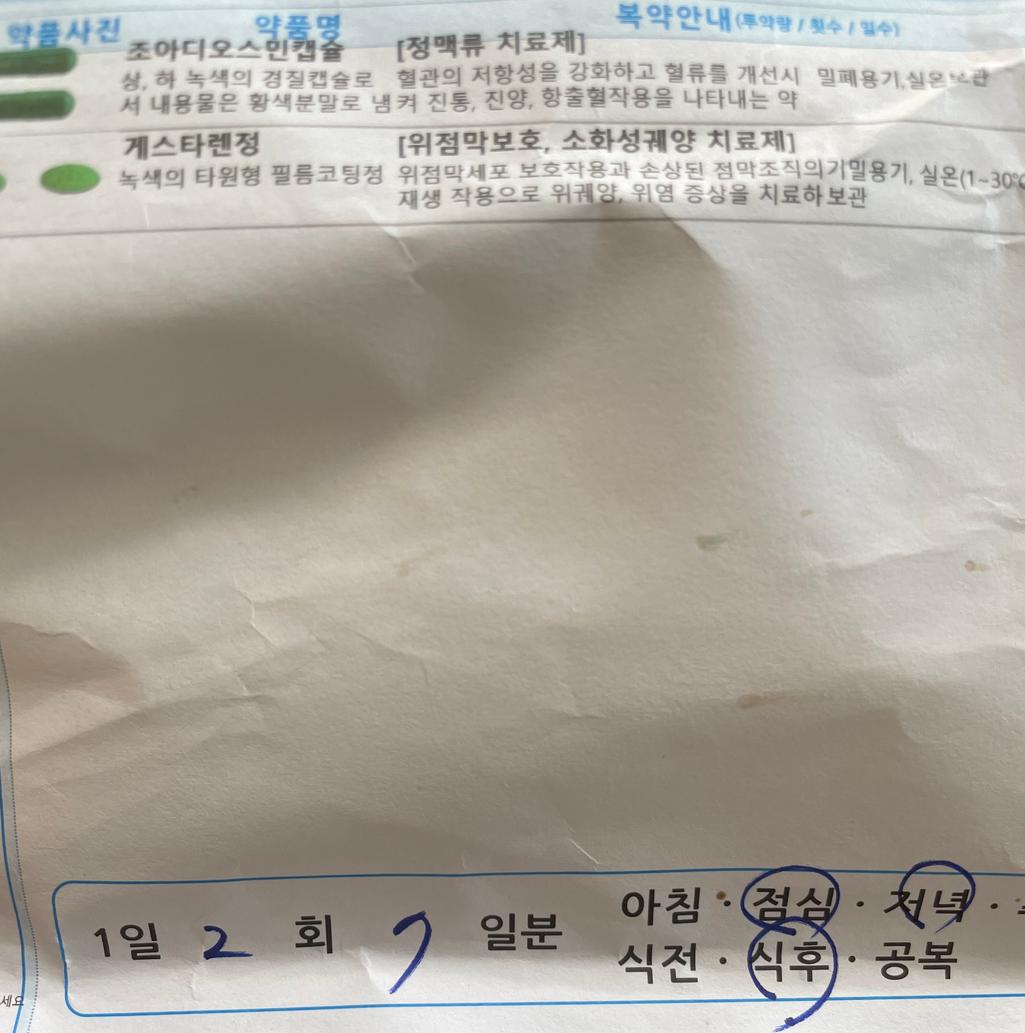 약품사진 약품명 복약안내(투약량 / 횟수 / 일수)
조아디오스민캡슐 [정맥류 치료제]
상, 하 녹색의 경질캡슐로 혈관의 저항성을 강화하고 혈류를 개선시 밀폐용기,실온보관
서 내용물은 황색분말로 냄 켜 진통, 진양, 항출혈작용을 나타내는 약
게스타렌정 [위점막보호, 소화성궤양 치료제]
녹색의 타원형 필름코팅정 위점막세포 보호작용과 손상된 점막조직의 기밀용기, 실온(1~30℃
재생 작용으로 위궤양, 위염 증상을 치료하 보관
아침 · 점심 · 저녁 ·
1일 2 회 7 일분
식전 · 식후 · 공복
세요